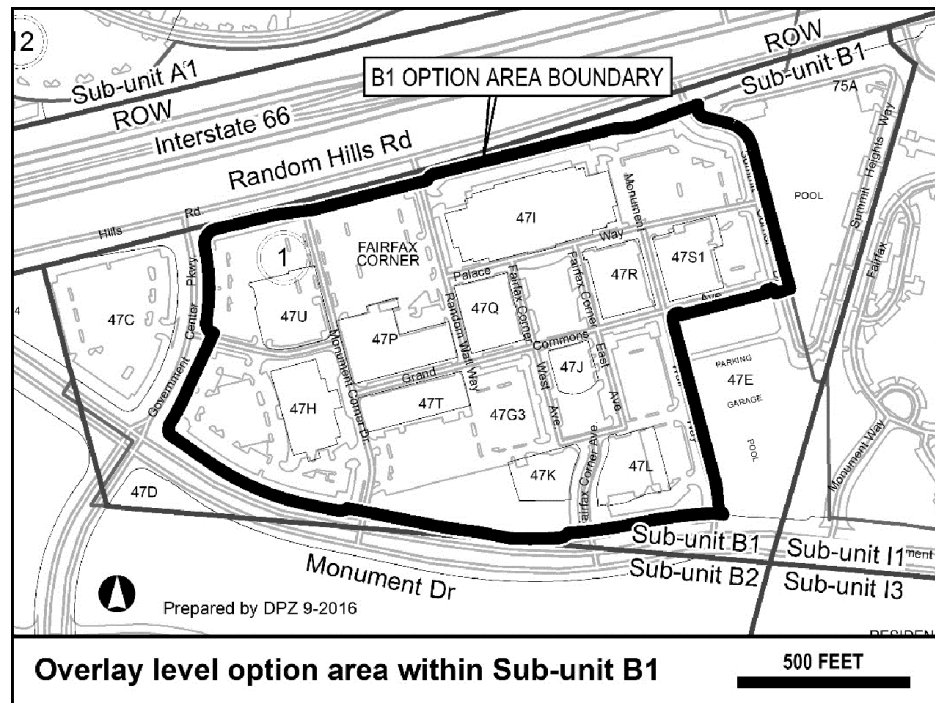 12
Sub-unit A1
ROW
ROW
Interstate 66
B1 OPTION AREA BOUNDARY
Sub-unit B1
75A
Random Hills Rd
Hills Rd
Summit Heights Way
POOL
Fairfax
47I
Monument
FAIRFAX
CORNER
1
Palace Way
47S1
47R
Fairfax Corner
Fairfax Corner
47C
Center Pkwy
Government
47U
47P
Random Wall Way
47Q
Ave
Commons
Grand
47J
East Ave.
West Ave.
Monument Corner Dr.
47H
47T
47G3
PARKING
47E
GARAGE
POOL
Way
47K
47L
Fairfax Corner Ave.
Monument Way
47D
Sub-unit B1
Sub-unit I1
ment
Sub-unit B2
Sub-unit I3
Monument Dr
Prepared by DPZ 9-2016
Overlay level option area within Sub-unit B1
500 FEET